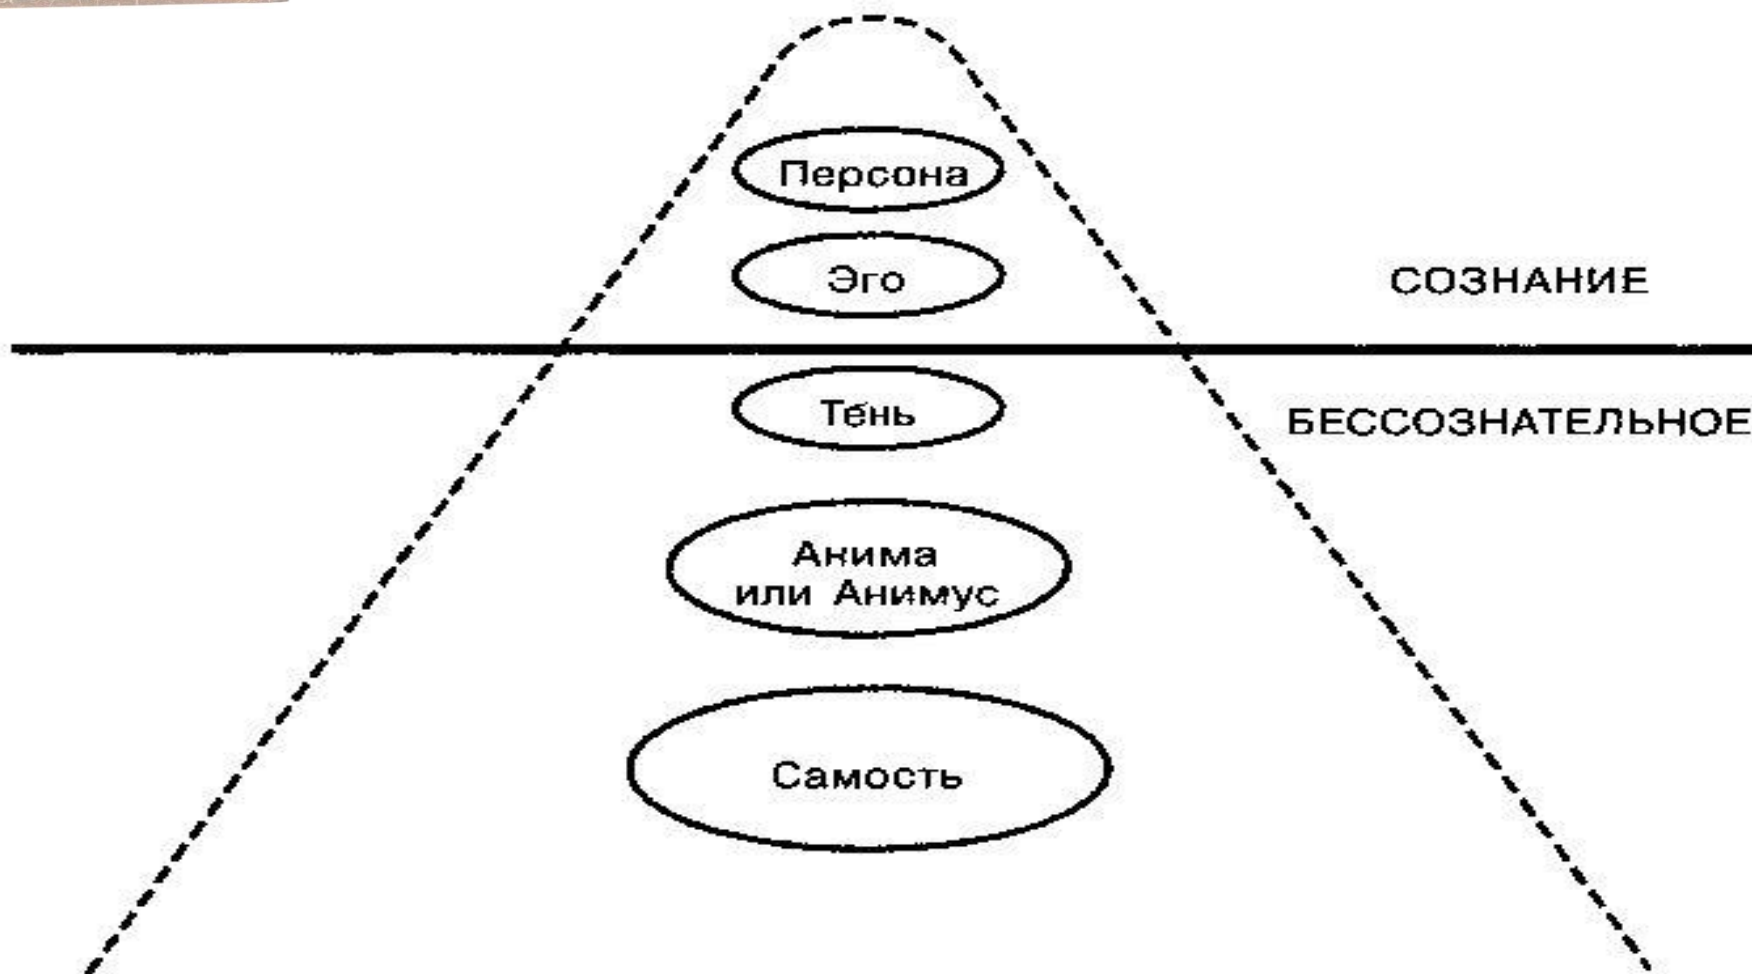 Персона
Эго
СОЗНАНИЕ
Тень
БЕССОЗНАТЕЛЬНОЕ
Анима
или Анимус
Самость